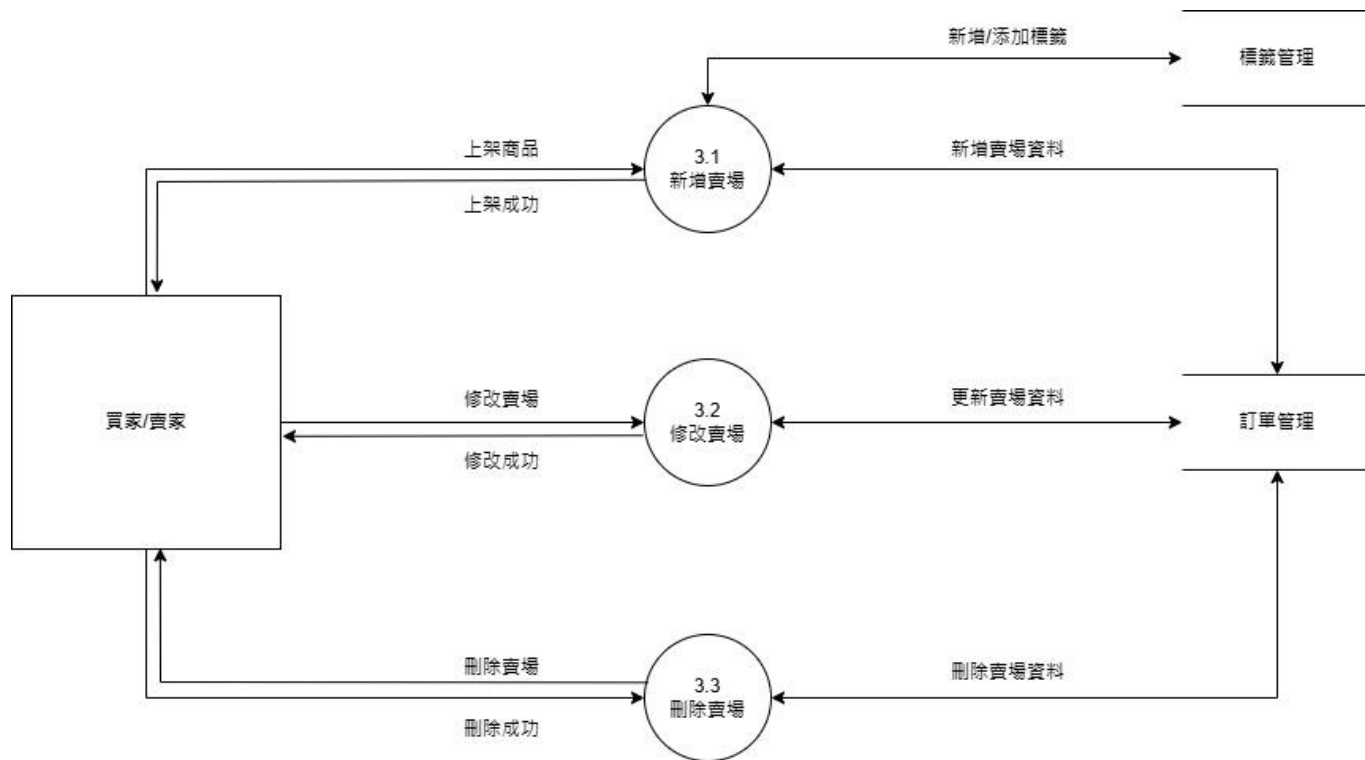 新增/添加標籤
標籤管理
上架商品
3.1
新增賣場
新增賣場資料
上架成功
買家/賣家
修改賣場
3.2
修改賣場
更新賣場資料
訂單管理
修改成功
刪除賣場
3.3
刪除賣場
刪除賣場資料
刪除成功